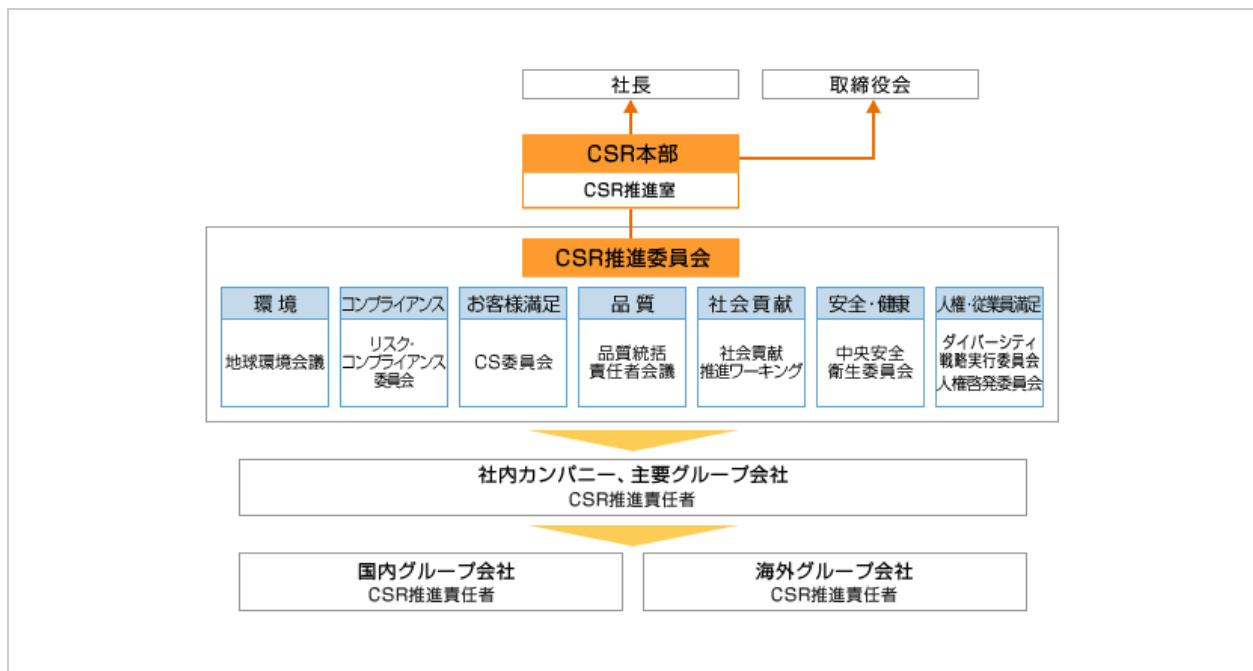 社長
取締役会
CSR本部
CSR推進室
CSR推進委員会
環境
地球環境会議
コンプライアンス
リスク・
コンプライアンス
委員会
お客様満足
CS委員会
品質
品質統括
責任者会議
社会貢献
社会貢献
推進ワーキング
安全・健康
中央安全
衛生委員会
人権・従業員満足
ダイバーシティ
戦略実行委員会
人権啓発委員会
社内カンパニー、主要グループ会社
CSR推進責任者
国内グループ会社
CSR推進責任者
海外グループ会社
CSR推進責任者